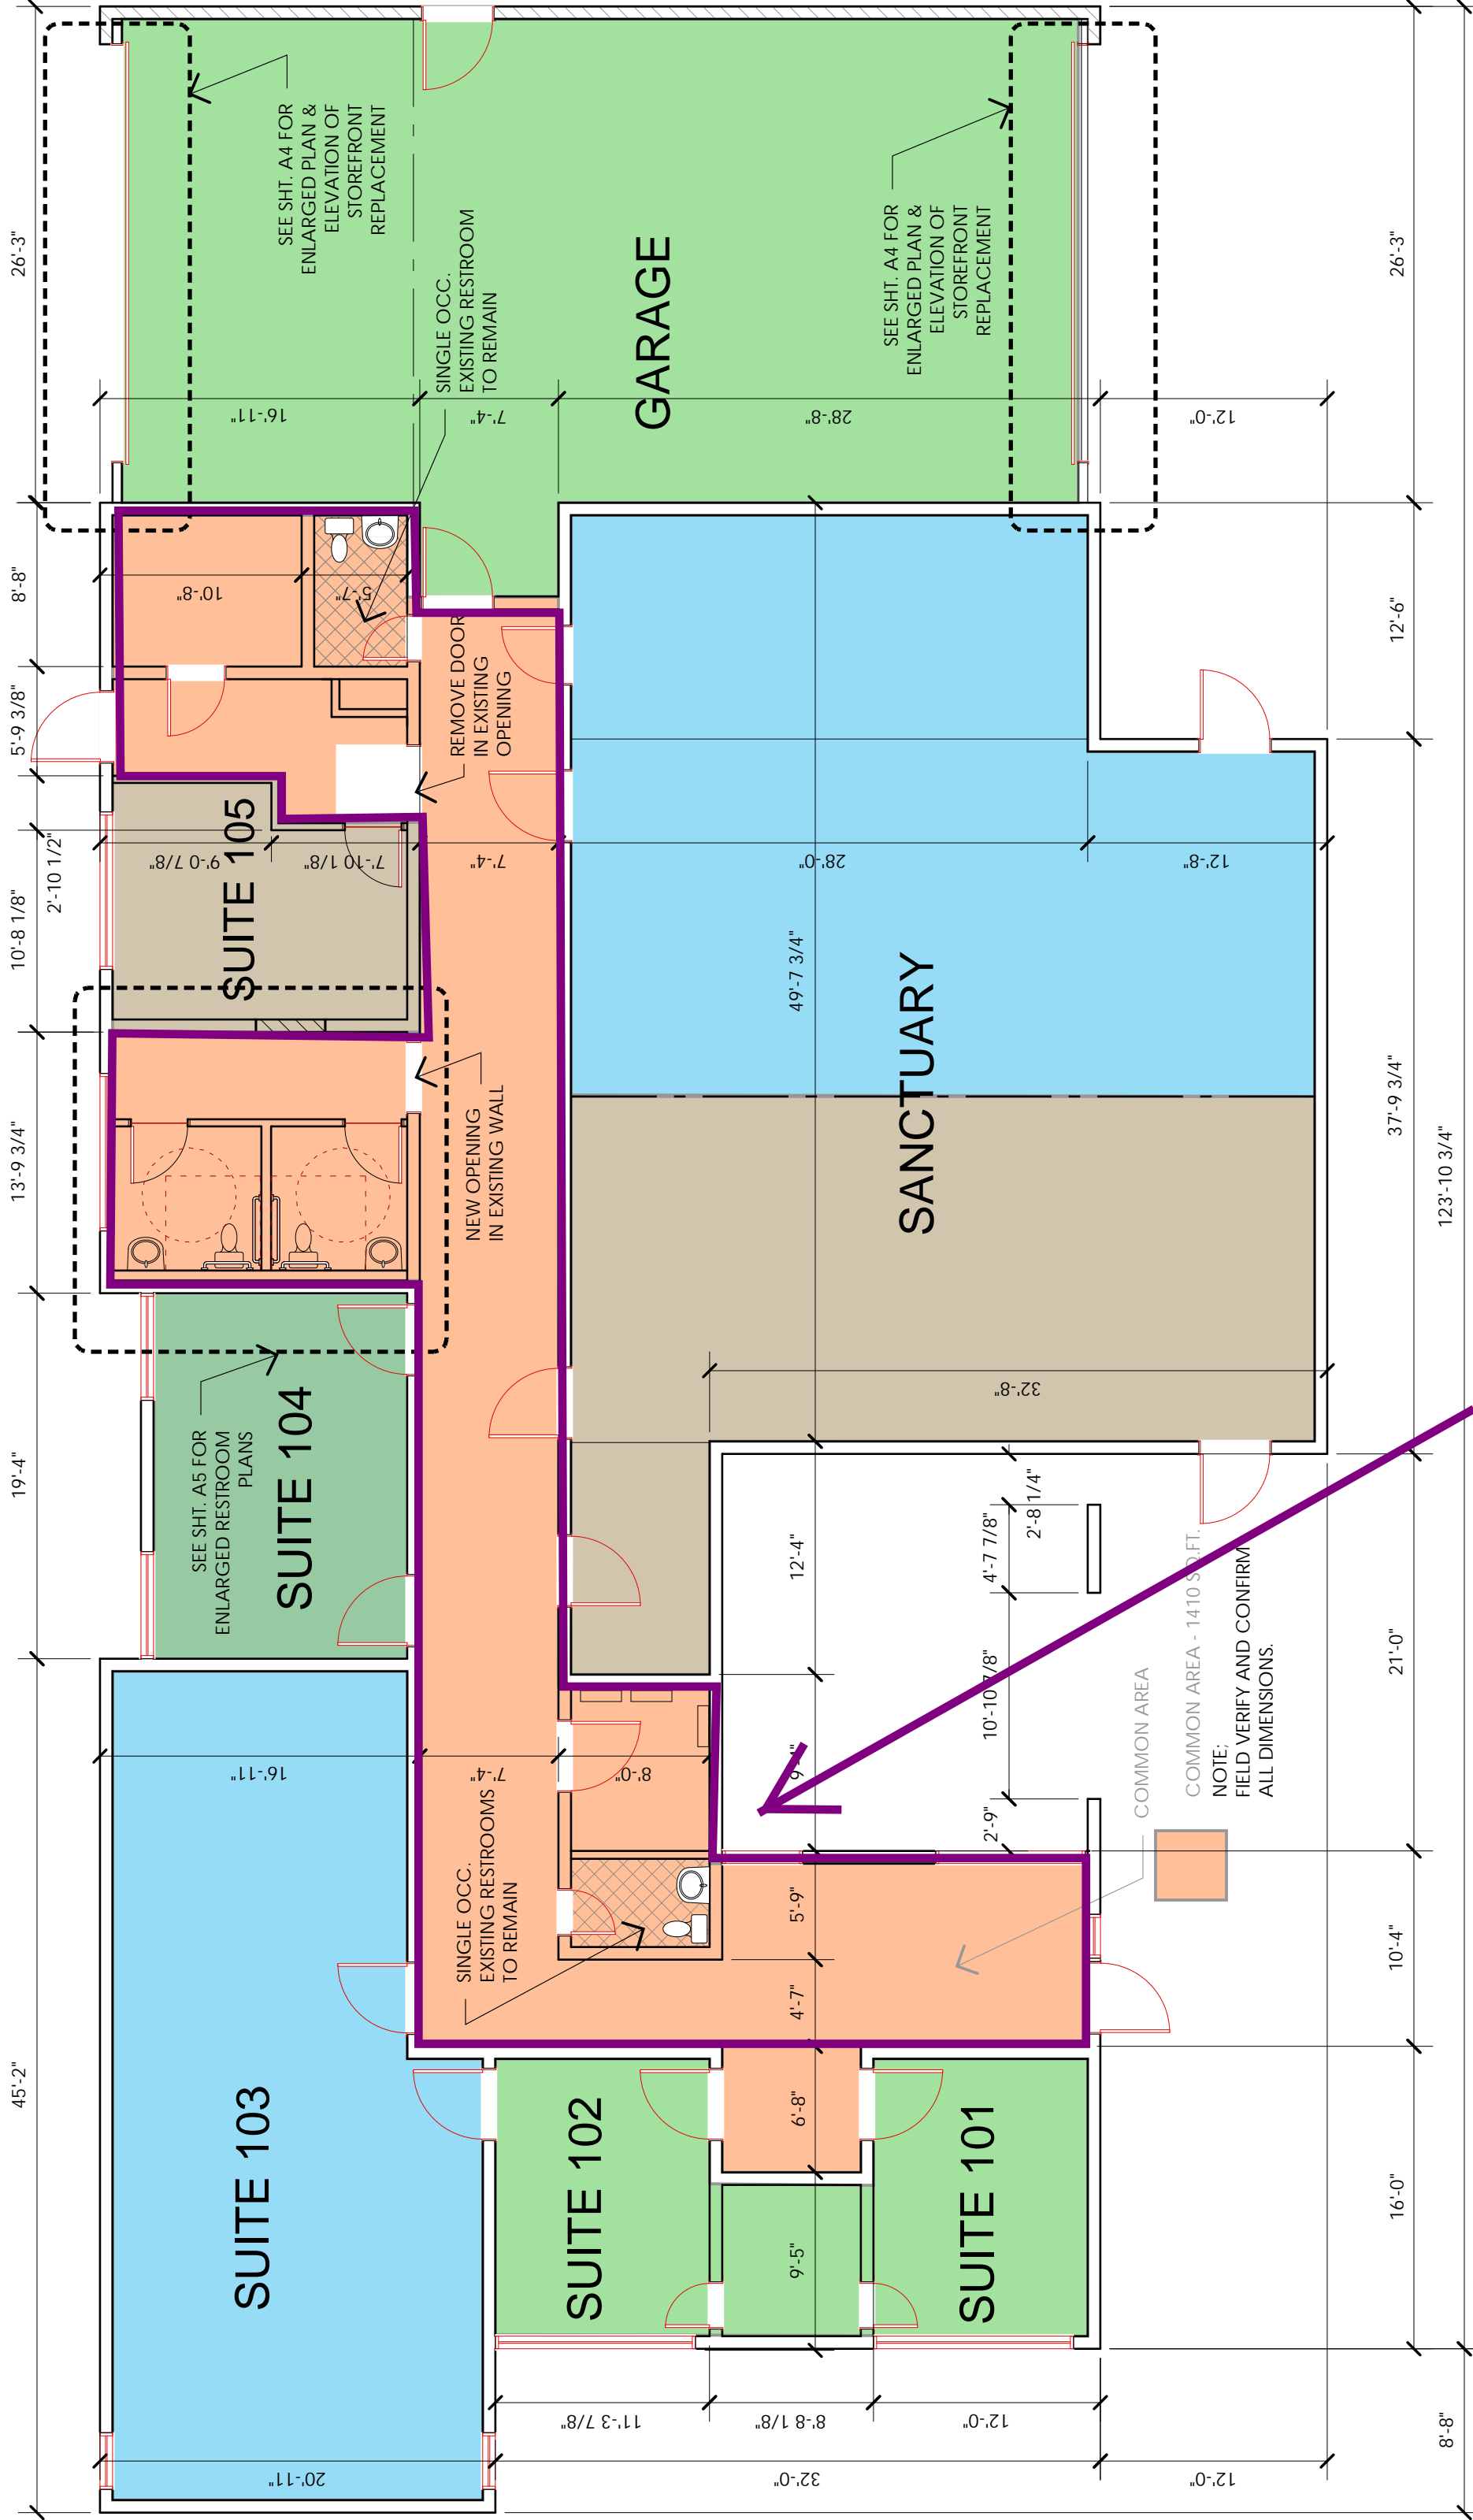 SEE SHT. A4 FOR
ENLARGED PLAN &
ELEVATION OF
STOREFRONT
REPLACEMENT
SINGLE OCC.
EXISTING RESTROOM
TO REMAIN
GARAGE
SEE SHT. A4 FOR
ENLARGED PLAN &
ELEVATION OF
STOREFRONT
REPLACEMENT
26'-3"
26'-3"
16'-11"
7'-4"
28'-8"
12'-0"
8'-8"
10'-8"
5'-7"
12'-6"
5'-9 3/8"
REMOVE DOOR
IN EXISTING
OPENING
2'-10 1/2"
SUITE 105
9'-0 7/8"
7'-10 1/8"
7'-4"
28'-0"
12'-8"
10'-8 1/8"
49'-7 3/4"
SANCTUARY
37'-9 3/4"
123'-10 3/4"
13'-9 3/4"
NEW OPENING
IN EXISTING WALL
32'-8"
19'-4"
SEE SHT. A5 FOR
ENLARGED RESTROOM
PLANS
SUITE 104
12'-4"
4'-7 7/8"
2'-8 1/4"
10'-10 7/8"
21'-0"
COMMON AREA
COMMON AREA - 1410 SQ.FT.
NOTE;
FIELD VERIFY AND CONFIRM
ALL DIMENSIONS.
16'-11"
7'-4"
8'-0"
2'-9"
SINGLE OCC.
EXISTING RESTROOMS
TO REMAIN
5'-9"
4'-7"
10'-4"
45'-2"
SUITE 103
SUITE 102
6'-8"
SUITE 101
9'-5"
16'-0"
11'-3 7/8"
8'-8 1/8"
12'-0"
20'-11"
32'-0"
12'-0"
8'-8"